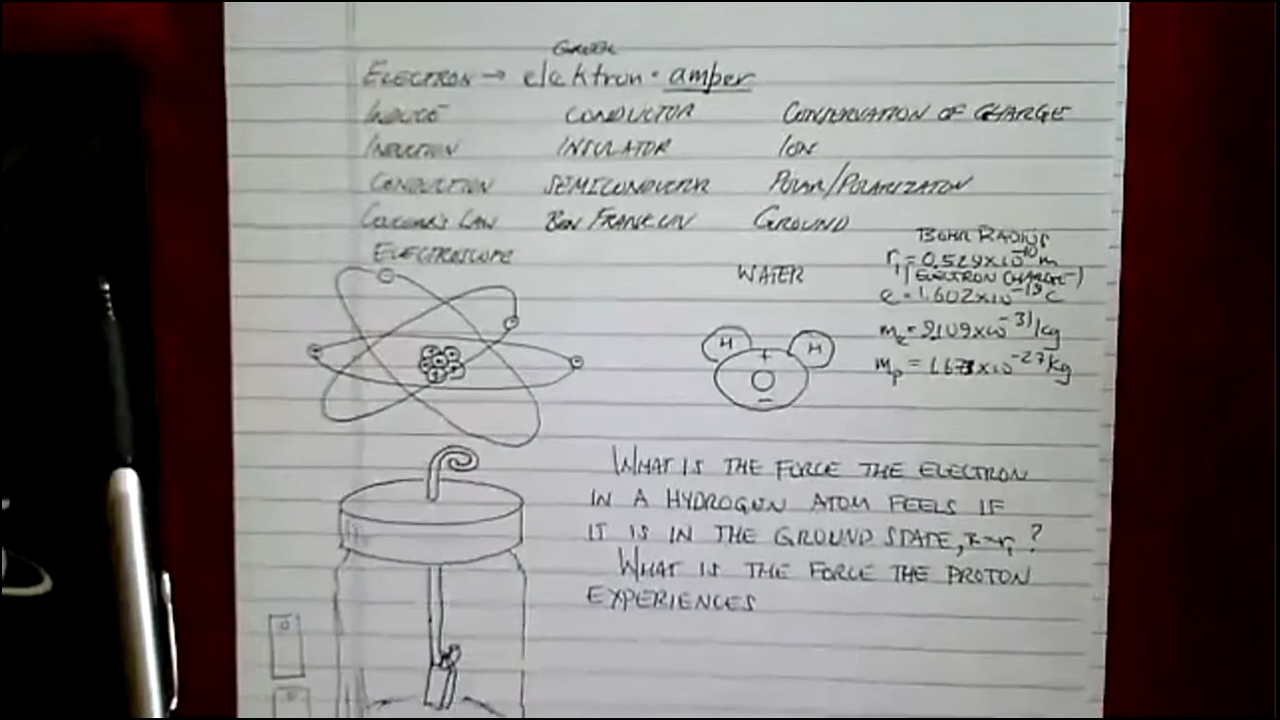 GREEK
ELECTRON → elektron · amber
INDUCE CONDUCTOR CONSERVATION OF CHARGE
INDUCTION INSULATOR ION
CONDUCTION SEMICONDUCTOR POLAR/POLARIZATON
COULOMB'S LAW BEN FRANKLIN GROUND
ELECTROSCOPE
BOHR RADIUS
r₁ = 0.529×10⁻¹⁰ m
WATER
(ELECTRON CHARGE -)
e = 1.602×10⁻¹⁹ C
mₑ = 9.109×10⁻³¹ kg
mₚ = 1.673×10⁻²⁷ kg
H + H
O
−
WHAT IS THE FORCE THE ELECTRON
IN A HYDROGEN ATOM FEELS IF
IT IS IN THE GROUND STATE, r=r₁?
WHAT IS THE FORCE THE PROTON
EXPERIENCES